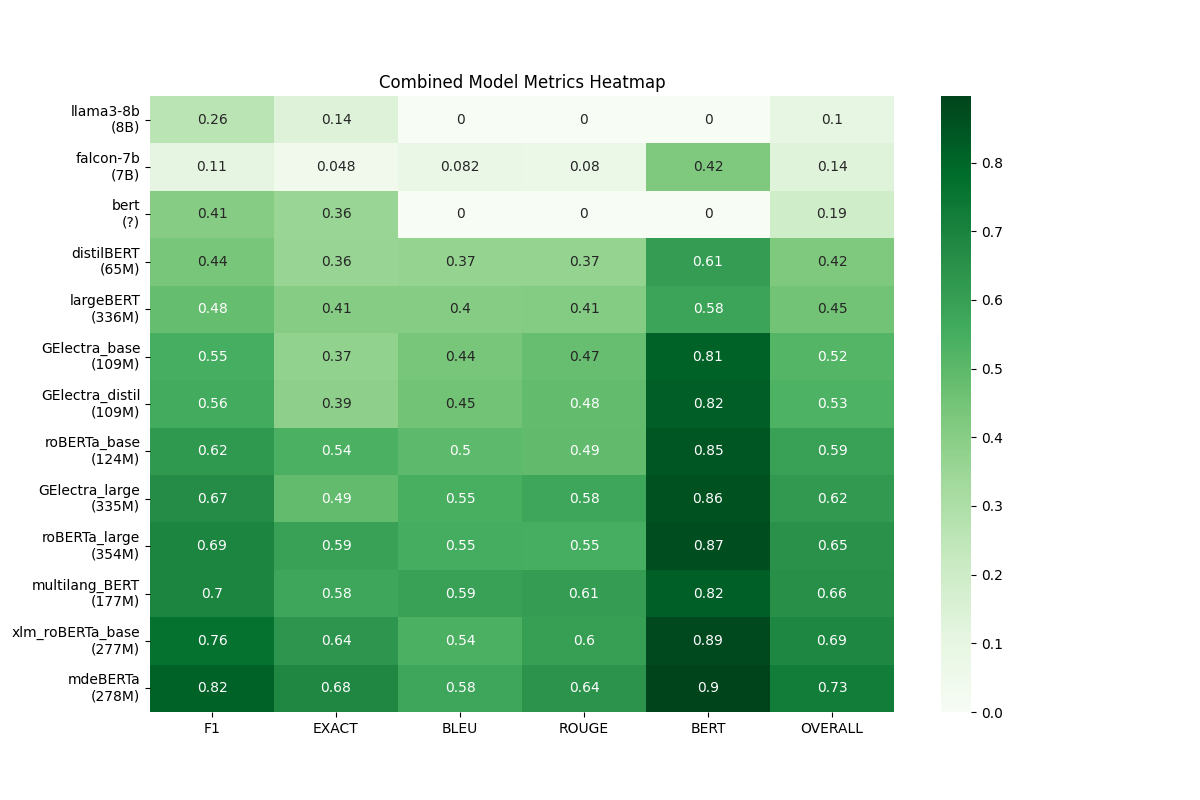 Combined Model Metrics Heatmap
llama3-8b
(8B)
0.26 0.14 0 0 0 0.1
falcon-7b
(7B)
0.11 0.048 0.082 0.08 0.42 0.14
bert
(?)
0.41 0.36 0 0 0 0.19
distilBERT
(65M)
0.44 0.36 0.37 0.37 0.61 0.42
largeBERT
(336M)
0.48 0.41 0.4 0.41 0.58 0.45
GElectra_base
(109M)
0.55 0.37 0.44 0.47 0.81 0.52
GElectra_distil
(109M)
0.56 0.39 0.45 0.48 0.82 0.53
roBERTa_base
(124M)
0.62 0.54 0.5 0.49 0.85 0.59
GElectra_large
(335M)
0.67 0.49 0.55 0.58 0.86 0.62
roBERTa_large
(354M)
0.69 0.59 0.55 0.55 0.87 0.65
multilang_BERT
(177M)
0.7 0.58 0.59 0.61 0.82 0.66
xlm_roBERTa_base
(277M)
0.76 0.64 0.54 0.6 0.89 0.69
mdeBERTa
(278M)
0.82 0.68 0.58 0.64 0.9 0.73
F1 EXACT BLEU ROUGE BERT OVERALL
0.8
0.7
0.6
0.5
0.4
0.3
0.2
0.1
0.0